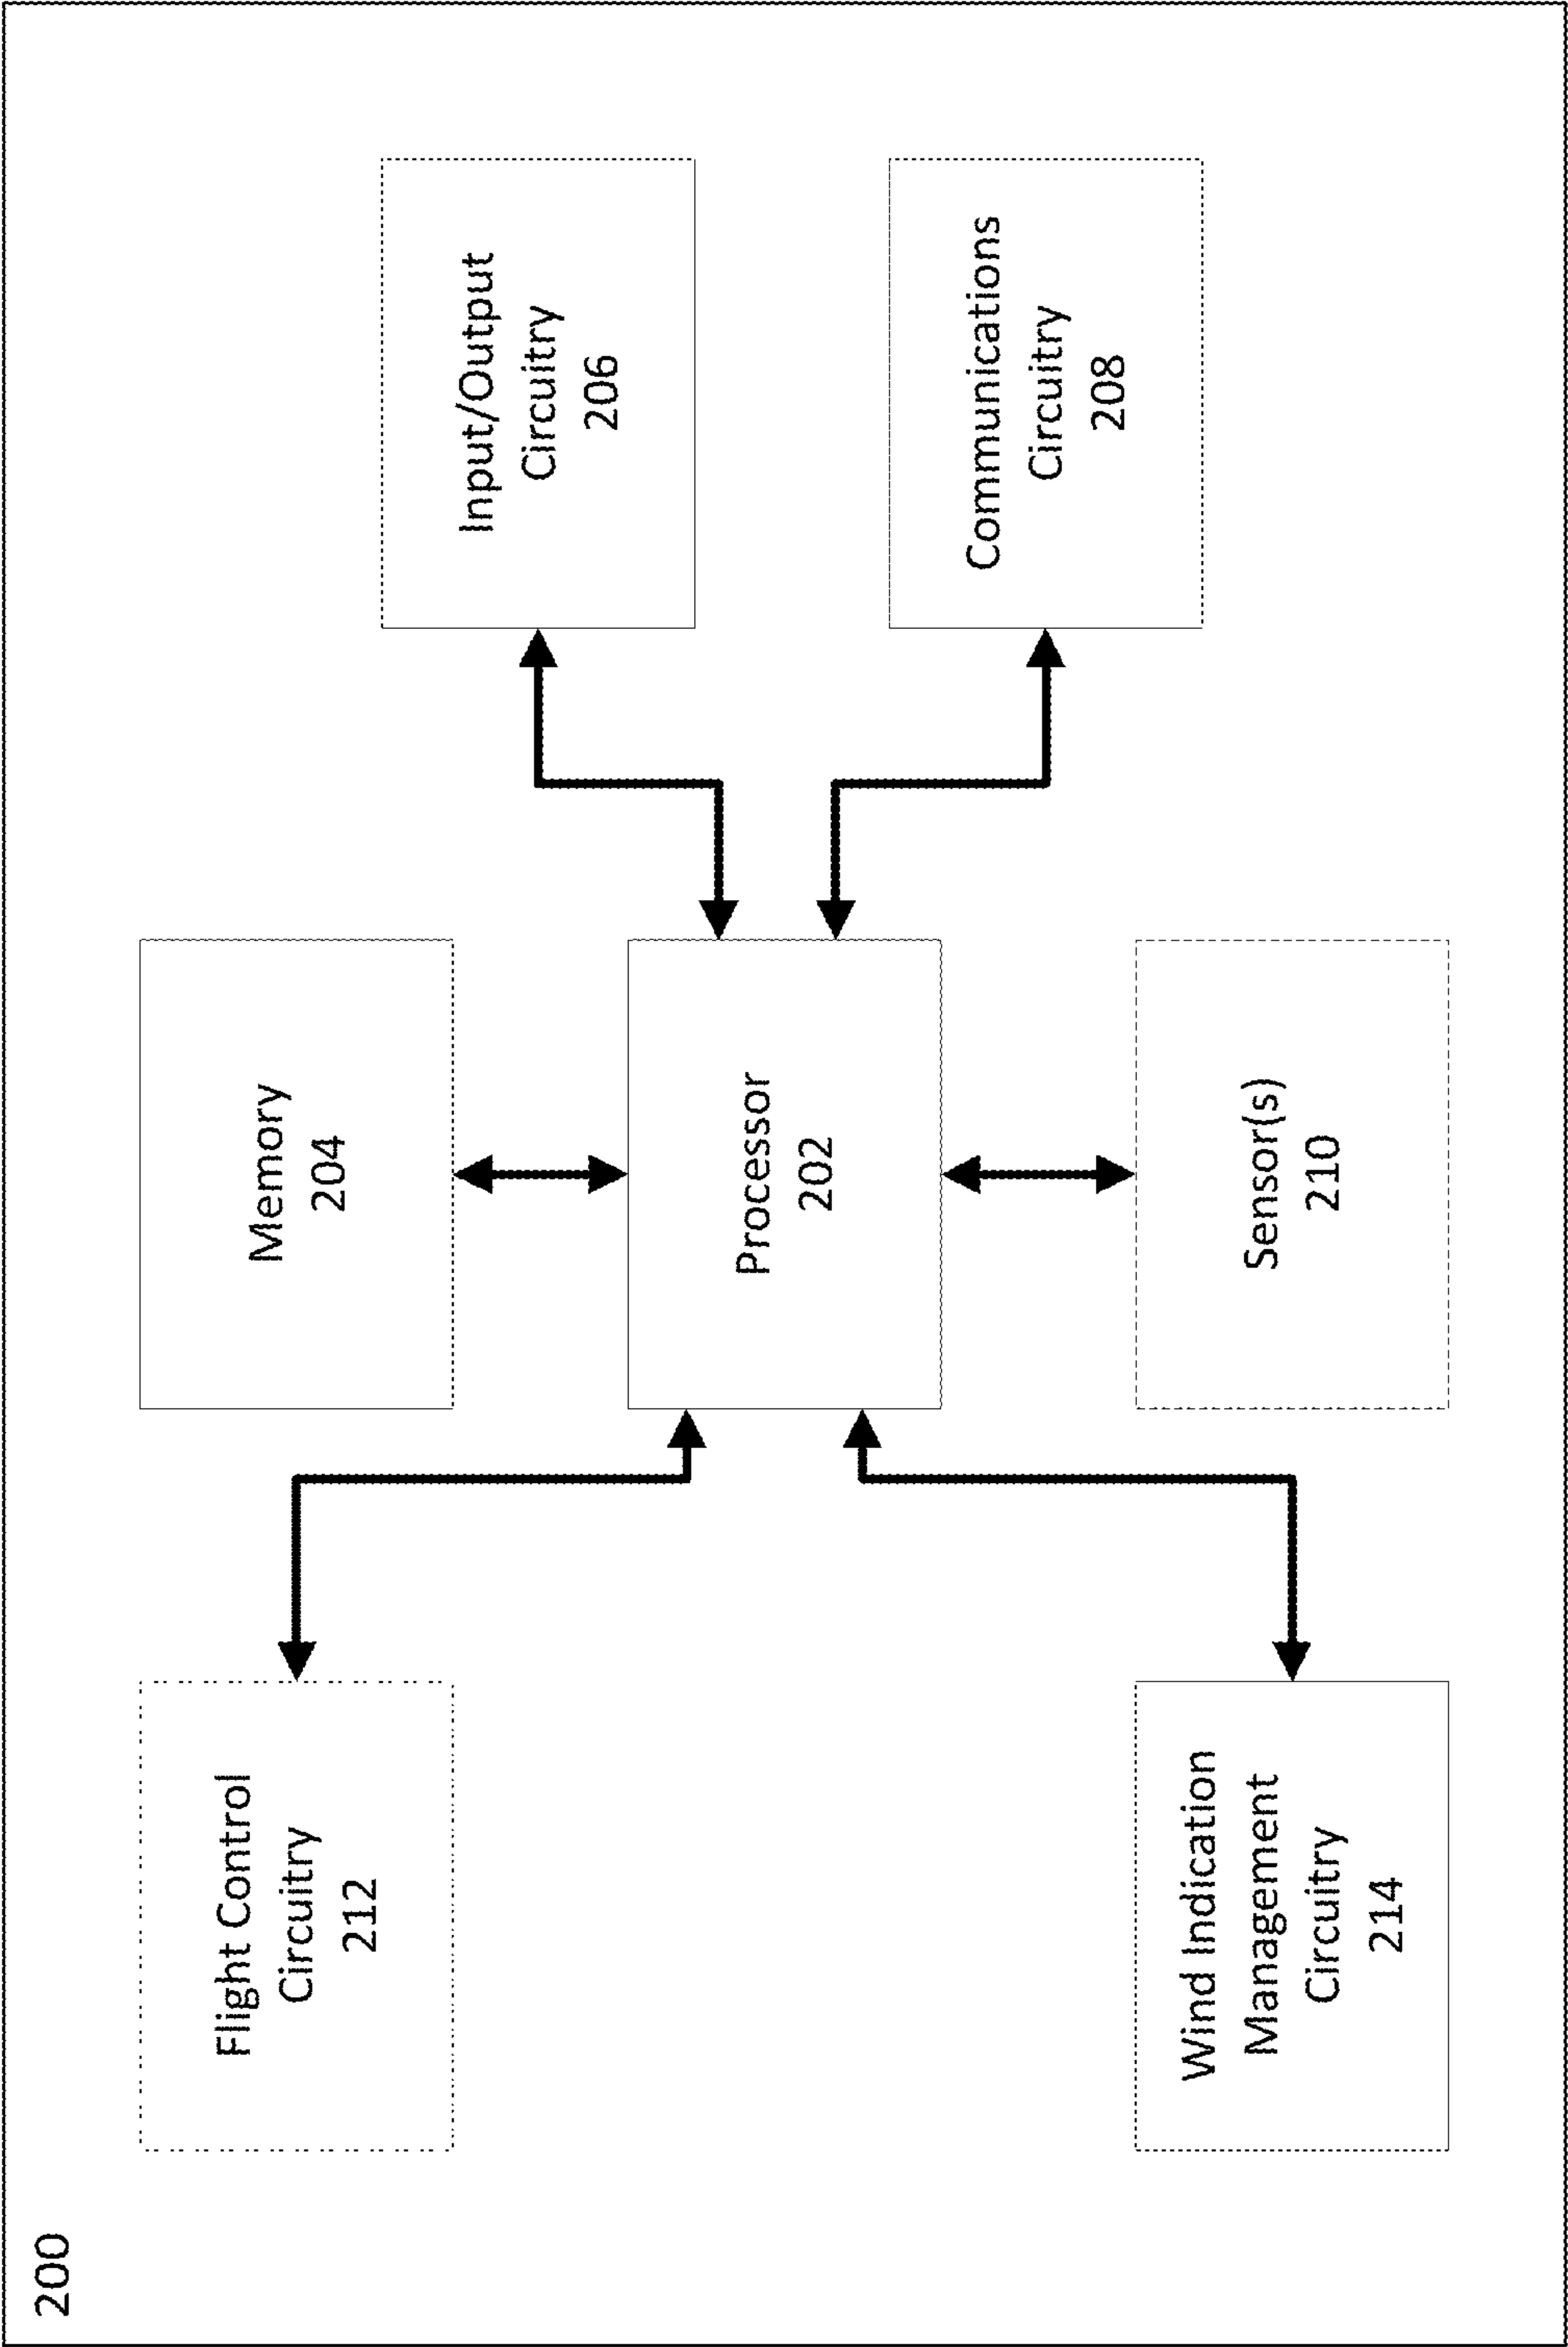 200
Flight Control
Circuitry
212
Memory
204
Input/Output
Circuitry
206
Processor
202
Communications
Circuitry
208
Wind Indication
Management
Circuitry
214
Sensor(s)
210